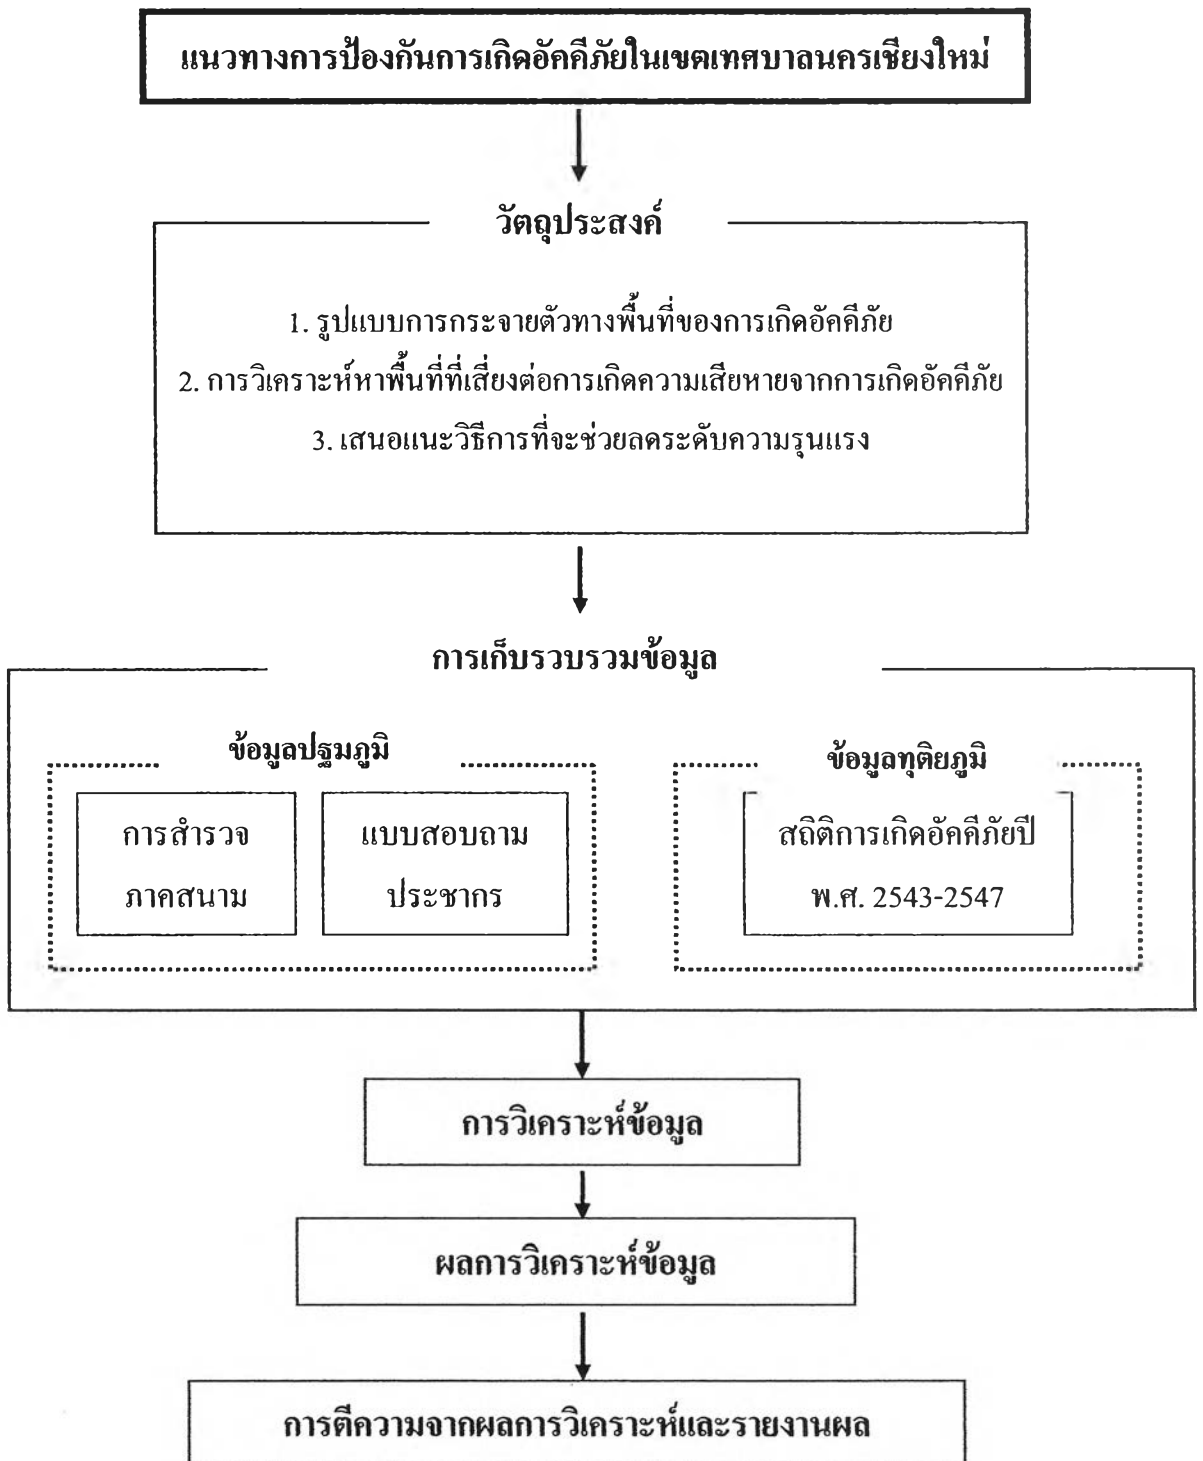 แนวทางการป้องกันการเกิดอัคคีภัยในเขตเทศบาลนครเชียงใหม่
วัตถุประสงค์
1. รูปแบบการกระจายตัวทางพื้นที่ของการเกิดอัคคีภัย
2. การวิเคราะห์หาพื้นที่ที่เสี่ยงต่อการเกิดความเสียหายจากการเกิดอัคคีภัย
3. เสนอแนะวิธีการที่จะช่วยลดระดับความรุนแรง
การเก็บรวบรวมข้อมูล
ข้อมูลปฐมภูมิ
การสำรวจ
ภาคสนาม
แบบสอบถาม
ประชากร
ข้อมูลทุติยภูมิ
สถิติการเกิดอัคคีภัยปี
พ.ศ. 2543-2547
การวิเคราะห์ข้อมูล
ผลการวิเคราะห์ข้อมูล
การตีความจากผลการวิเคราะห์และรายงานผล